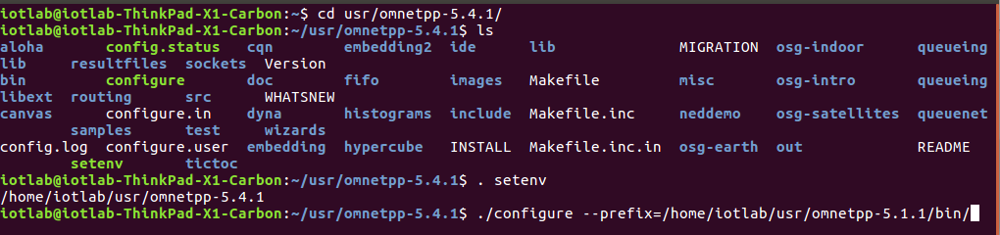 iotlab@iotlab-ThinkPad-X1-Carbon:~$ cd usr/omnetpp-5.4.1/
iotlab@iotlab-ThinkPad-X1-Carbon:~/usr/omnetpp-5.4.1$ ls
aloha config.status cqn embedding2 ide lib MIGRATION osg-indoor queueing
lib resultfiles sockets Version
bin configure doc fifo images Makefile misc osg-intro queueing
libext routing src WHATSNEW
canvas configure.in dyna histograms include Makefile.inc neddemo osg-satellites queuenet
samples test wizards
config.log configure.user embedding hypercube INSTALL Makefile.inc.in osg-earth out README
setenv tictoc
iotlab@iotlab-ThinkPad-X1-Carbon:~/usr/omnetpp-5.4.1$ . setenv
/home/iotlab/usr/omnetpp-5.4.1
iotlab@iotlab-ThinkPad-X1-Carbon:~/usr/omnetpp-5.4.1$ ./configure --prefix=/home/iotlab/usr/omnetpp-5.1.1/bin/